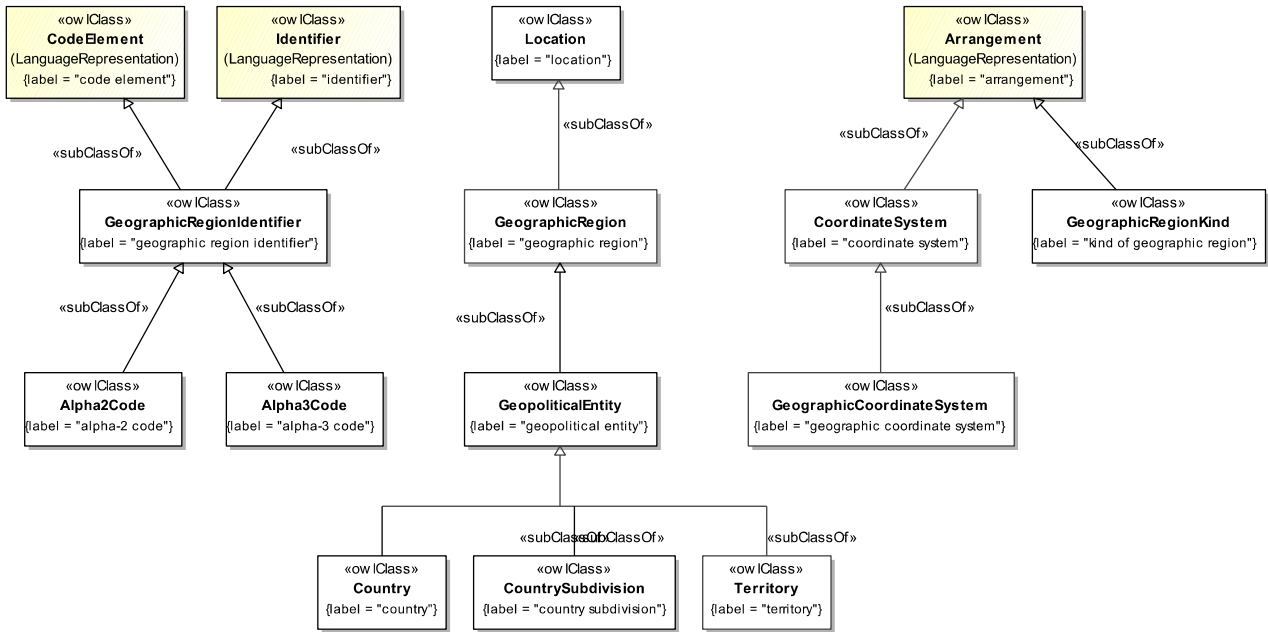 «owlClass»
CodeElement
(LanguageRepresentation)
{label = "code element"}
«owlClass»
Identifier
(LanguageRepresentation)
{label = "identifier"}
«owlClass»
Location
{label = "location"}
«owlClass»
Arrangement
(LanguageRepresentation)
{label = "arrangement"}
«subClassOf»
«subClassOf»
«subClassOf»
«subClassOf»
«subClassOf»
«owlClass»
GeographicRegionIdentifier
{label = "geographic region identifier"}
«owlClass»
GeographicRegion
{label = "geographic region"}
«owlClass»
CoordinateSystem
{label = "coordinate system"}
«owlClass»
GeographicRegionKind
{label = "kind of geographic region"}
«subClassOf»
«subClassOf»
«subClassOf»
«subClassOf»
«owlClass»
Alpha2Code
{label = "alpha-2 code"}
«owlClass»
Alpha3Code
{label = "alpha-3 code"}
«owlClass»
GeopoliticalEntity
{label = "geopolitical entity"}
«owlClass»
GeographicCoordinateSystem
{label = "geographic coordinate system"}
«subClassOf»
«subClassOf»
«subClassOf»
«owlClass»
Country
{label = "country"}
«owlClass»
CountrySubdivision
{label = "country subdivision"}
«owlClass»
Territory
{label = "territory"}